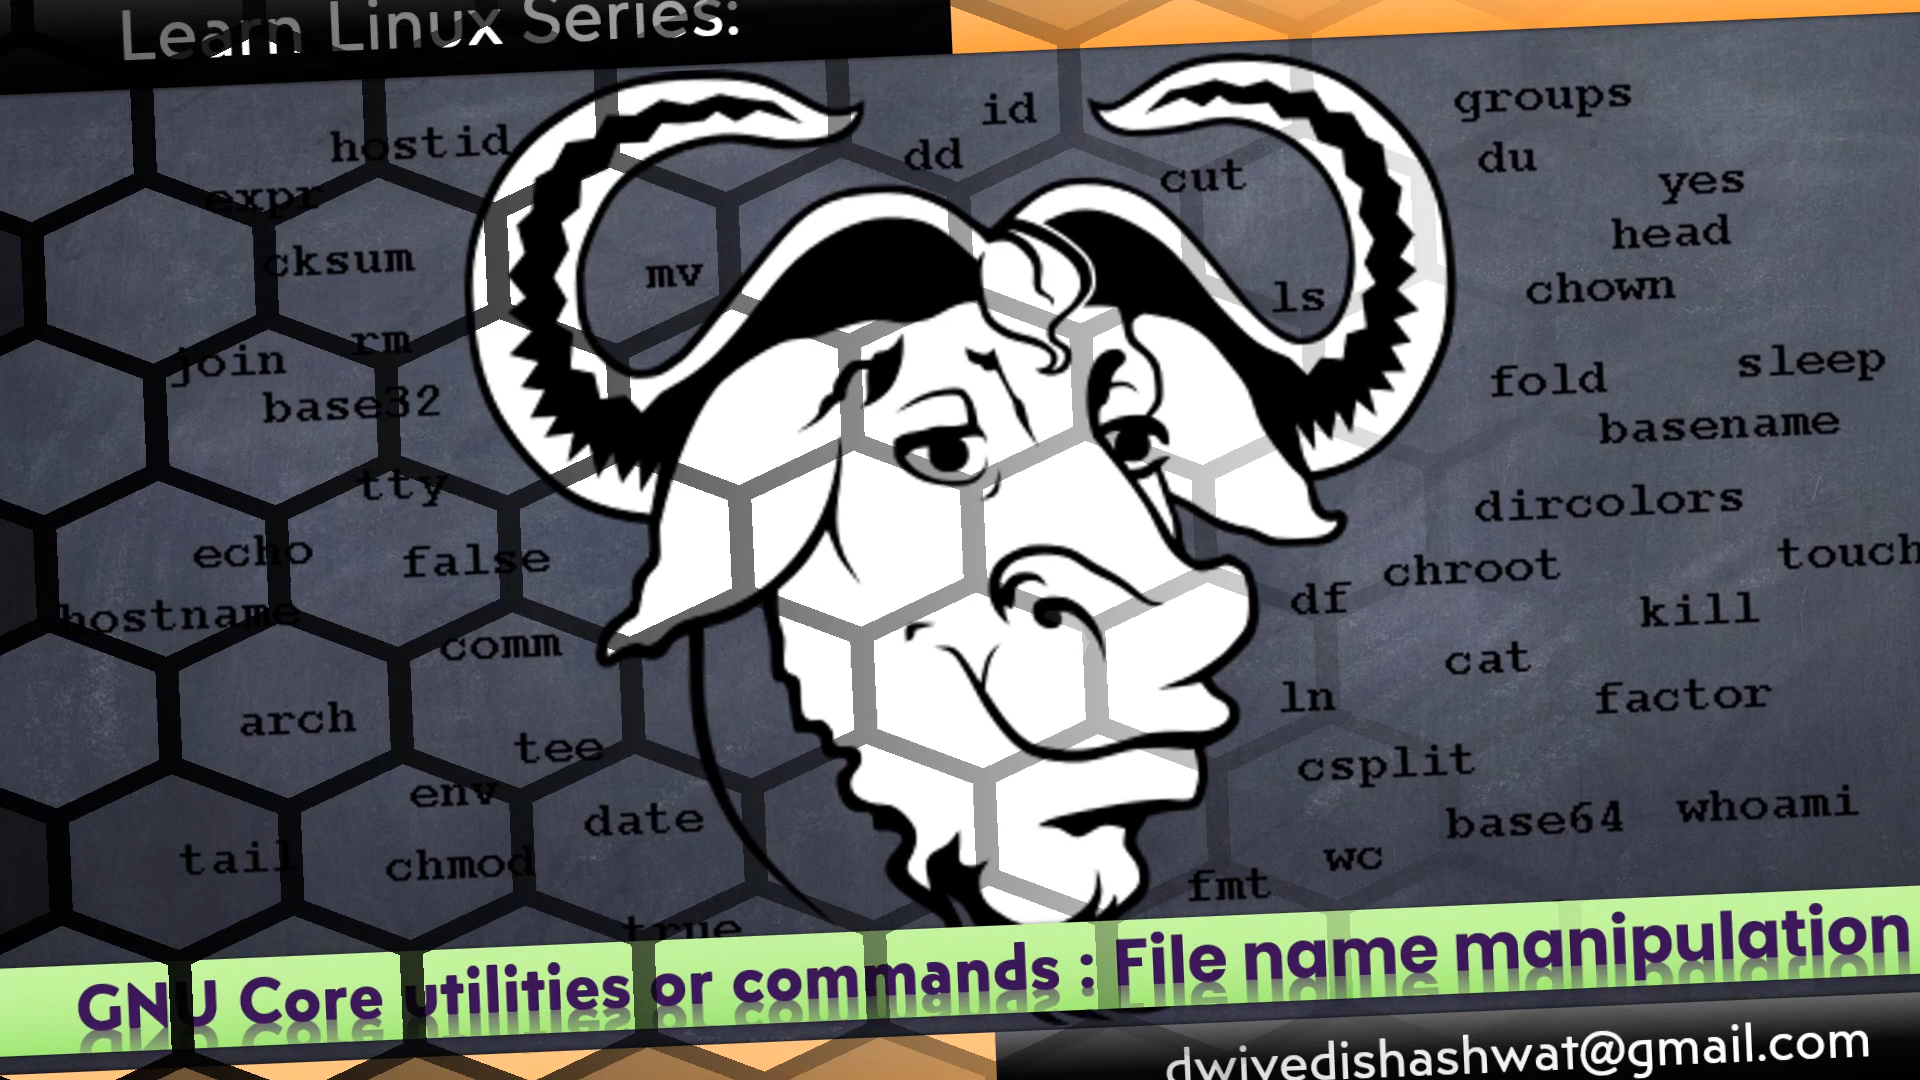 Learn Linux Series:
id
groups
hostid
dd
cut
du
expr
yes
cksum
mv
head
ls
chown
join
rm
base32
fold
sleep
basename
tty
dircolors
echo
false
chroot
touch
hostname
comm
df
kill
cat
arch
ln
factor
tee
csplit
env
date
base64
whoami
tail
chmod
wc
fmt
true
GNU Core utilities or commands : File name manipulation
dwivedishashwat@gmail.com